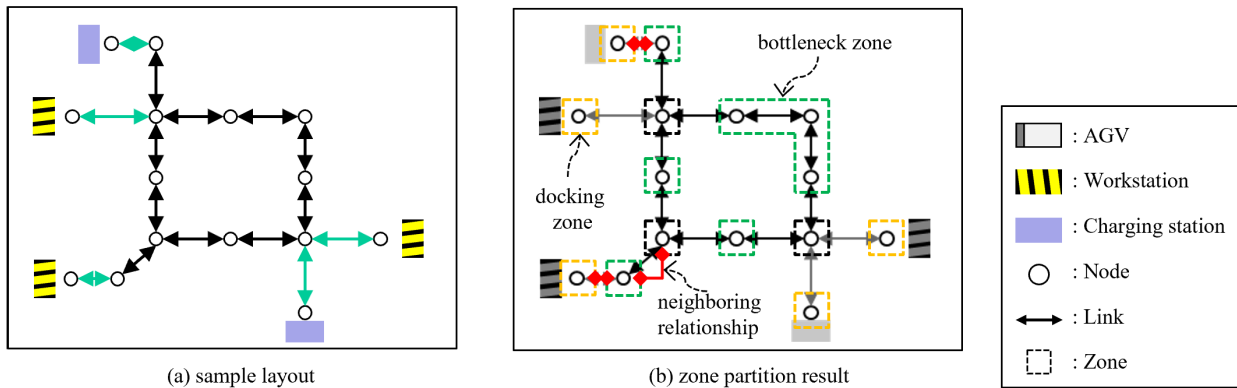 bottleneck zone
docking
zone
neighboring
relationship
(a) sample layout
(b) zone partition result
: AGV
: Workstation
: Charging station
: Node
: Link
: Zone